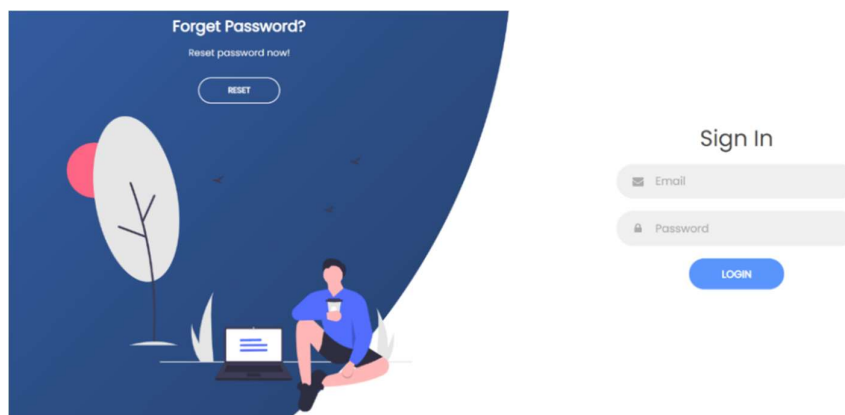 Forget Password?
Reset password now!
RESET
Sign In
Email
Password
LOGIN